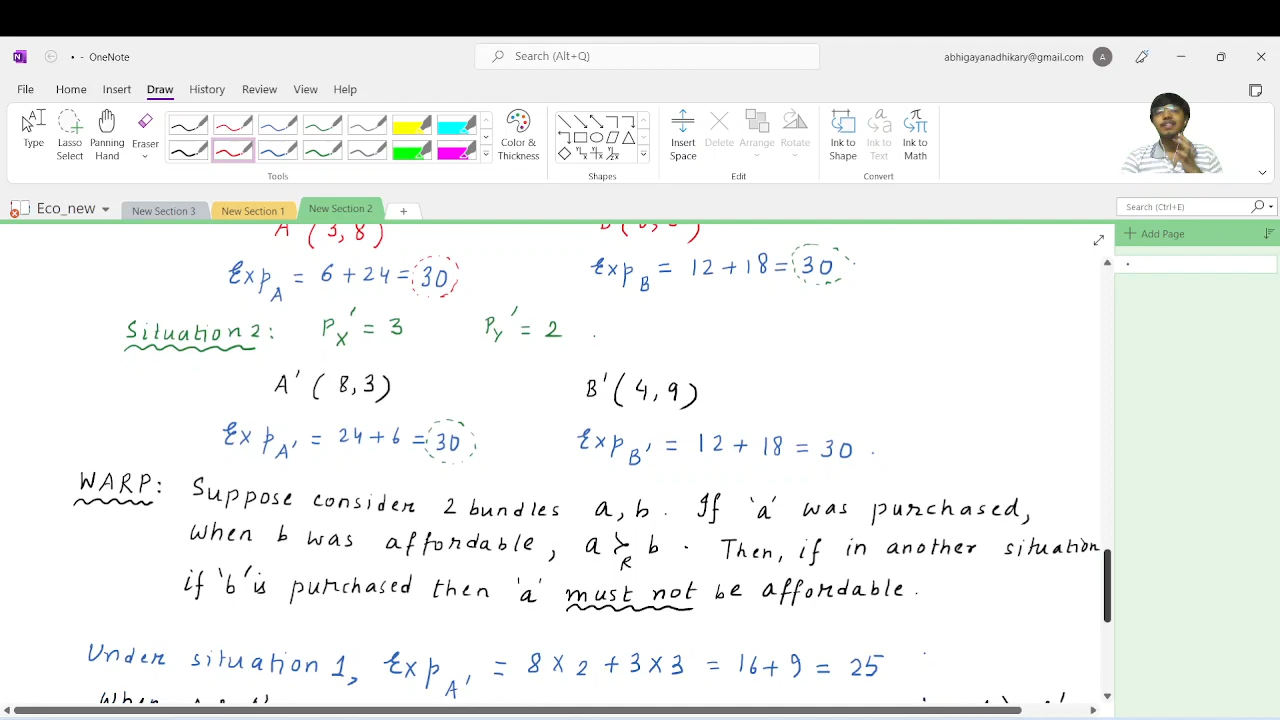 OneNote
Search (Alt+Q)
abhigayanadhikary@gmail.com A
File Home Insert Draw History Review View Help
Type Lasso Select Panning Hand Eraser Color & Thickness Insert Space Delete Arrange Rotate Ink to Shape Ink to Text Ink to Math
Tools Shapes Edit Convert
Eco_new New Section 3 New Section 1 New Section 2 +
Search (Ctrl+E)
Add Page
A (3, 8)
Exp_A = 6 + 24 = 30
Exp_B = 12 + 18 = 30
Situation 2: P_X' = 3 P_Y' = 2 .
A' (8, 3) B' (4, 9)
Exp_A' = 24 + 6 = 30 Exp_B' = 12 + 18 = 30 .
WARP: Suppose consider 2 bundles a, b . If 'a' was purchased,
When b was affordable, a ≻_R b . Then, if in another situation
if 'b' is purchased then 'a' must not be affordable .
Under situation 1, Exp_A' = 8 × 2 + 3 × 3 = 16 + 9 = 25